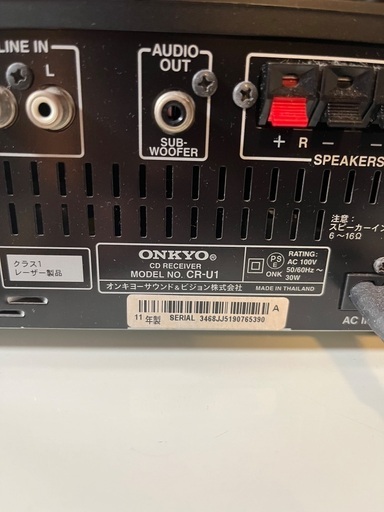 LINE IN
L
AUDIO
OUT
SUB-
WOOFER
+ R − −
SPEAKERS
注意：
スピーカーイン
6～16Ω
クラス1
レーザー製品
ONKYO
CD RECEIVER
MODEL NO. CR-U1
オンキヨーサウンド&ビジョン株式会社
PS
E
ONK
RATING:
AC 100V
50/60Hz ～
30W
MADE IN THAILAND
AC IN
11
年製
SERIAL 3468JJ5190765390
A